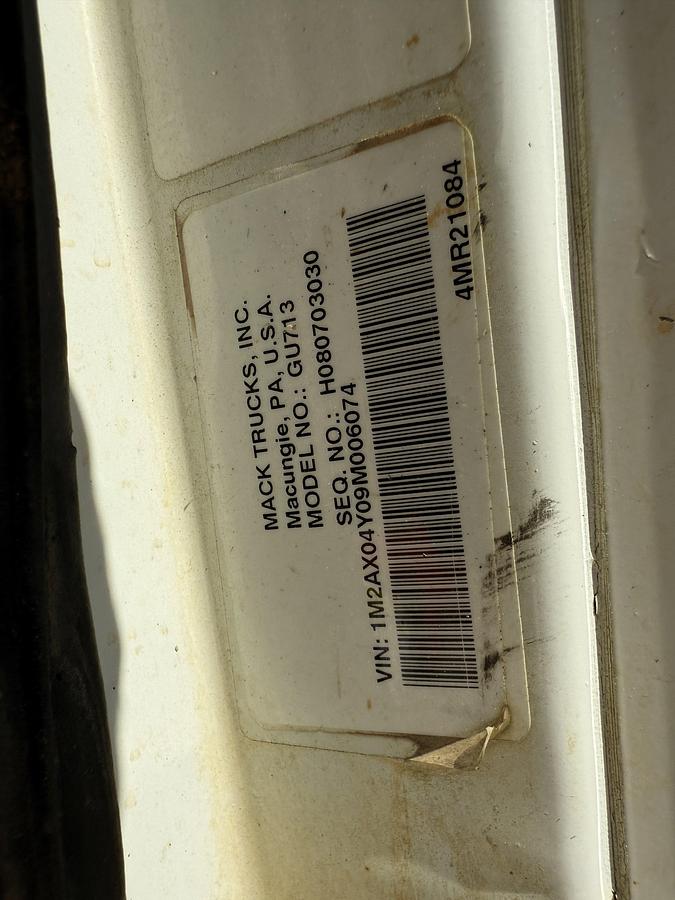 MACK TRUCKS, INC.
Macungie, PA, U.S.A.
MODEL NO.: GU713
SEQ. NO.: H080703030
VIN: 1M2AX04Y09M006074
4MR21084